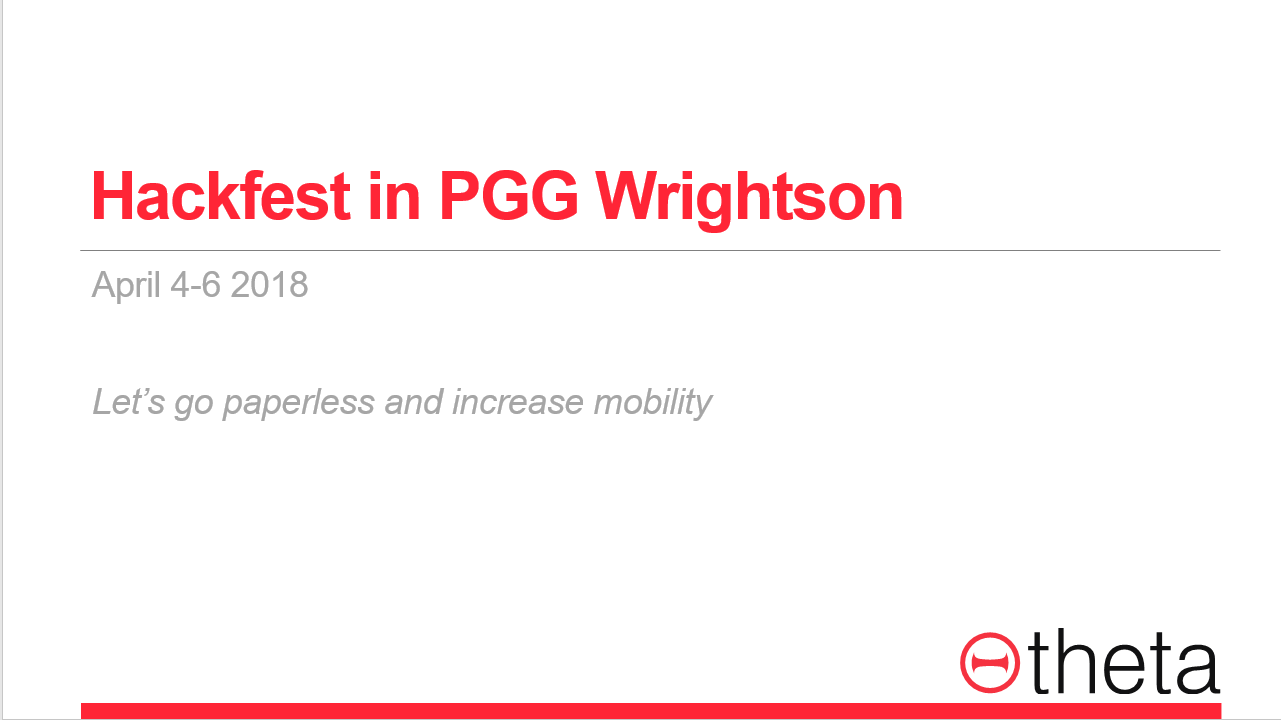 Hackfest in PGG Wrightson
April 4-6 2018
Let’s go paperless and increase mobility
theta